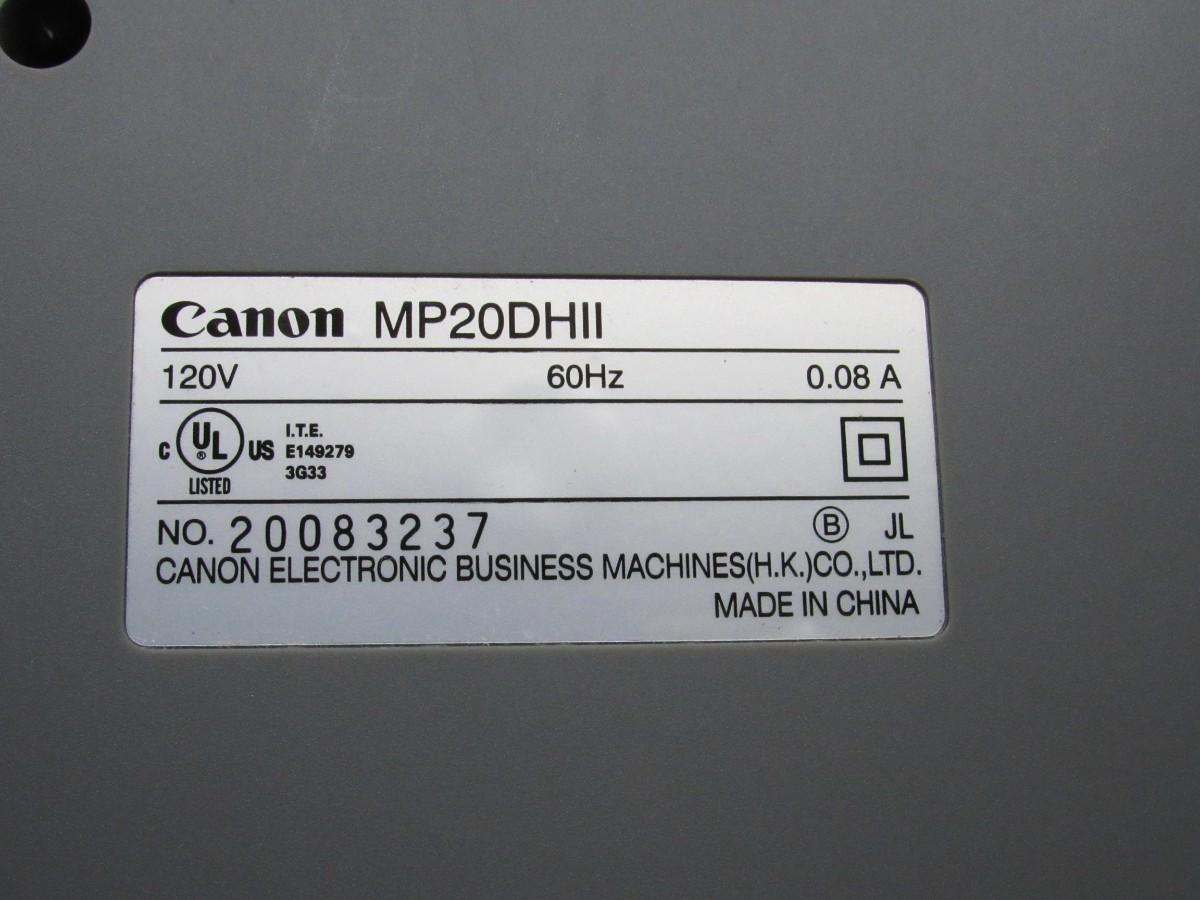 Canon MP20DHII
120V 60Hz 0.08 A
C UL ® US LISTED
I.T.E.
E149279
3G33
NO. 20083237 Ⓑ JL
CANON ELECTRONIC BUSINESS MACHINES(H.K.)CO.,LTD.
MADE IN CHINA